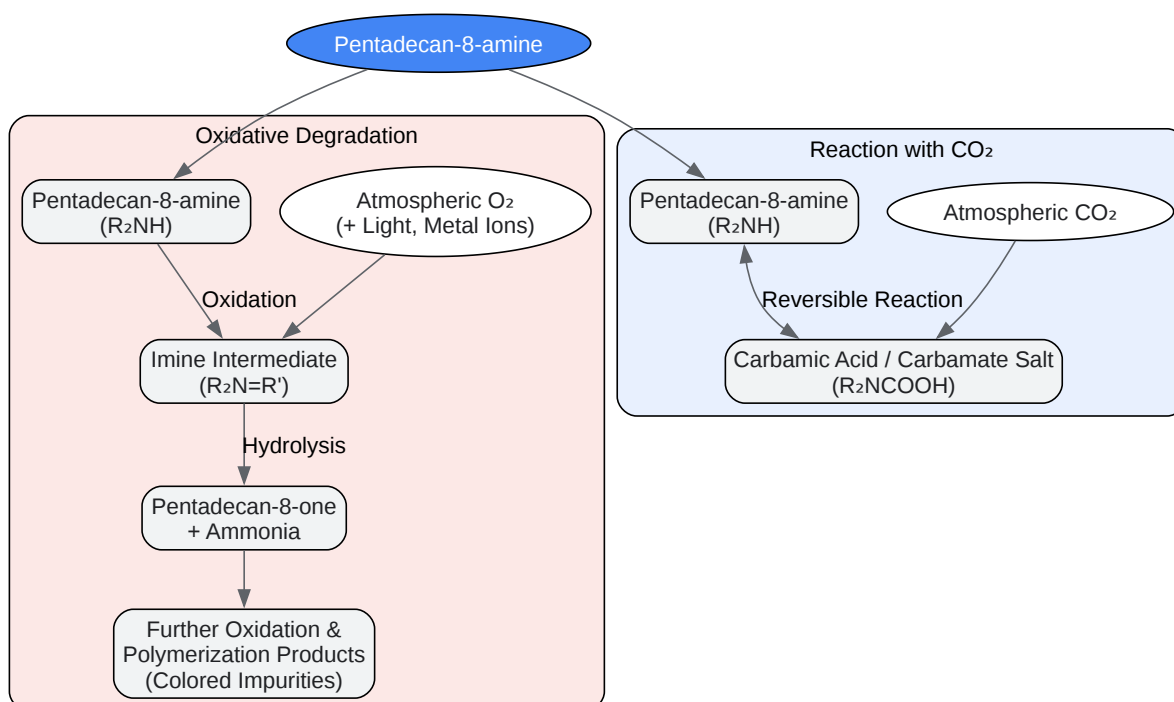 Pentadecan-8-amine
Oxidative Degradation
Pentadecan-8-amine
(R₂NH)
Atmospheric O₂
(+ Light, Metal Ions)
Oxidation
Imine Intermediate
(R₂N=R')
Hydrolysis
Pentadecan-8-one
+ Ammonia
Further Oxidation &
Polymerization Products
(Colored Impurities)
Reaction with CO₂
Pentadecan-8-amine
(R₂NH)
Atmospheric CO₂
Reversible Reaction
Carbamic Acid / Carbamate Salt
(R₂NCOOH)